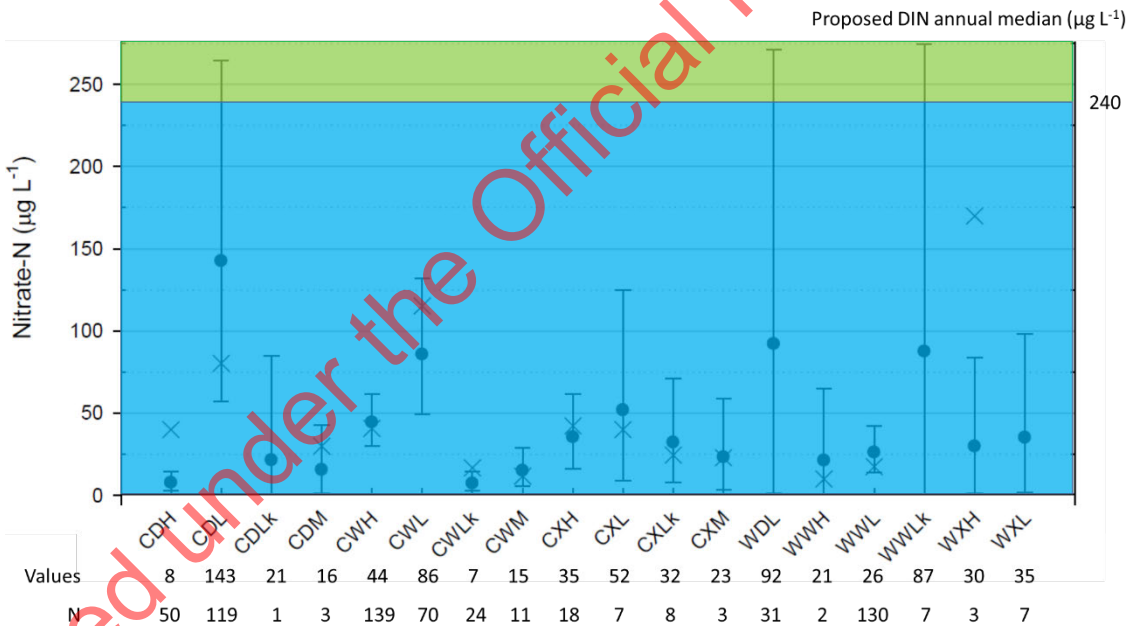 Proposed DIN annual median (µg L-1)
250
200
150
100
50
0
Nitrate-N (µg L-1)
240
CDH CDL CDLk CDM CWH CWL CWLk CWM CXH CXL CXLk CXM WDL WWH WWL WWLk WXH WXL
Values 8 143 21 16 44 86 7 15 35 52 32 23 92 21 26 87 30 35
N 50 119 1 3 139 70 24 11 18 7 8 3 31 2 130 7 3 7
ed under the Official